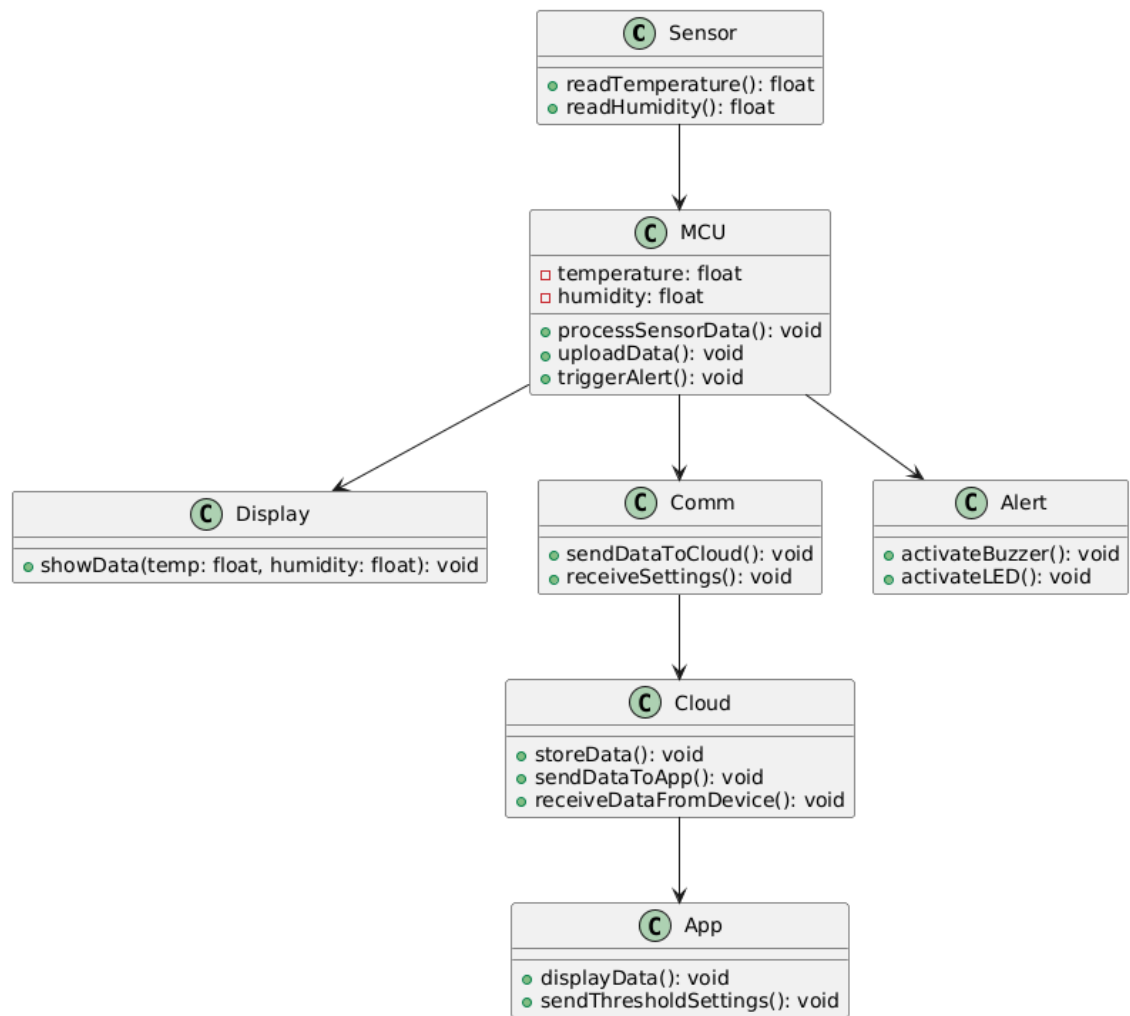 C Sensor
readTemperature(): float
readHumidity(): float
C MCU
temperature: float
humidity: float
processSensorData(): void
uploadData(): void
triggerAlert(): void
C Display
showData(temp: float, humidity: float): void
C Comm
sendDataToCloud(): void
receiveSettings(): void
C Alert
activateBuzzer(): void
activateLED(): void
C Cloud
storeData(): void
sendDataToApp(): void
receiveDataFromDevice(): void
C App
displayData(): void
sendThresholdSettings(): void